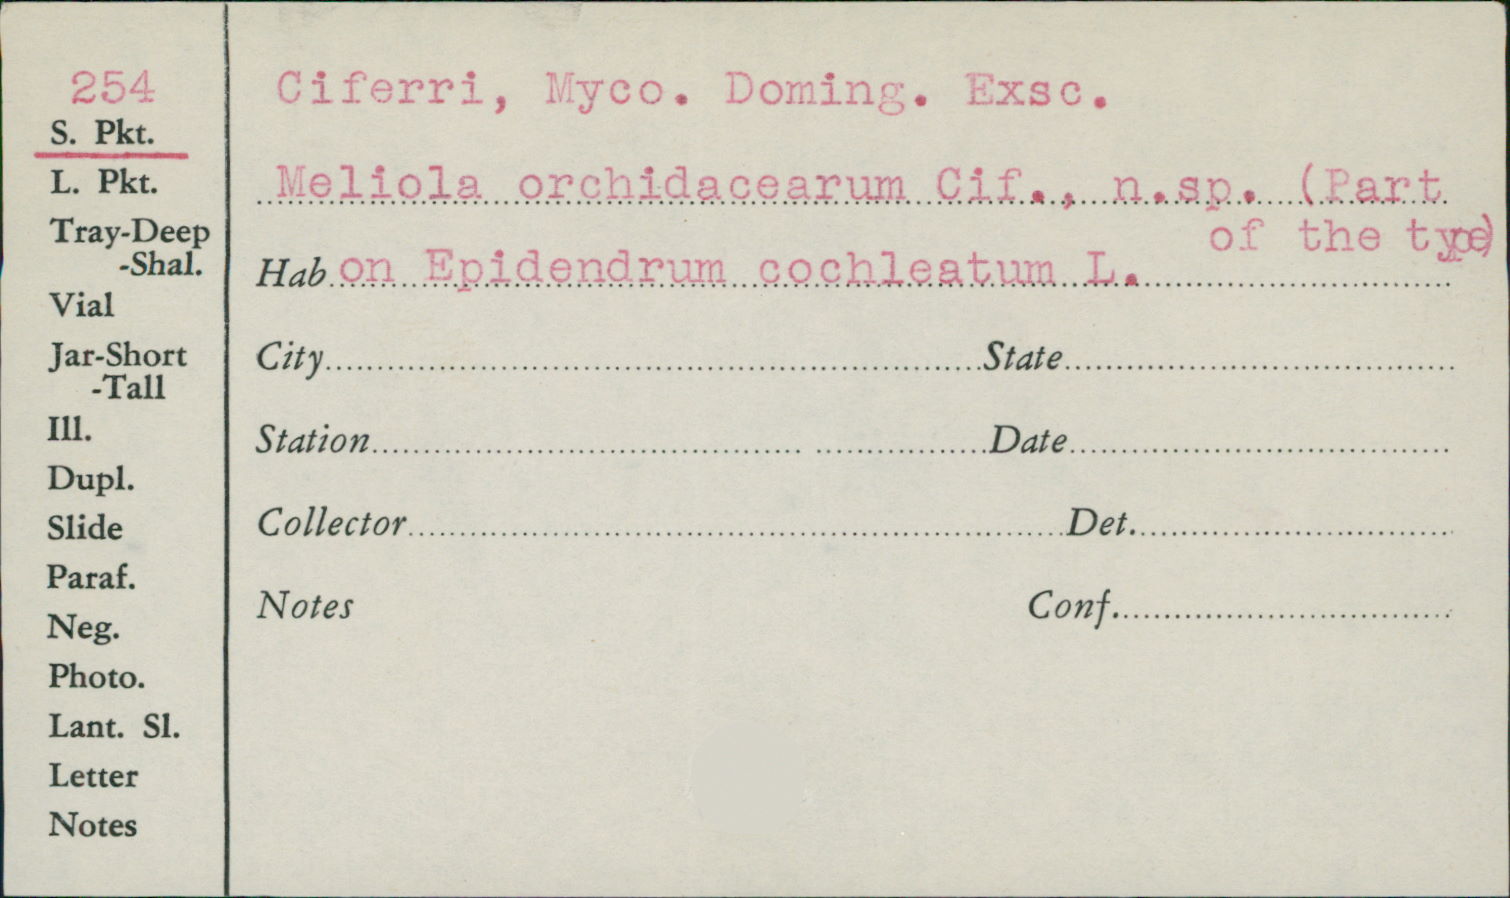 254
S. Pkt.
L. Pkt.
Tray-Deep
-Shal.
Vial
Jar-Short
-Tall
Ill.
Dupl.
Slide
Paraf.
Neg.
Photo.
Lant. Sl.
Letter
Notes
Ciferri, Myco. Doming. Exsc.
Meliola orchidacearum Cif., n.sp. (Part
of the type)
Hab on Epidendrum cochleatum L.
City State
Station Date
Collector Det.
Notes Conf.